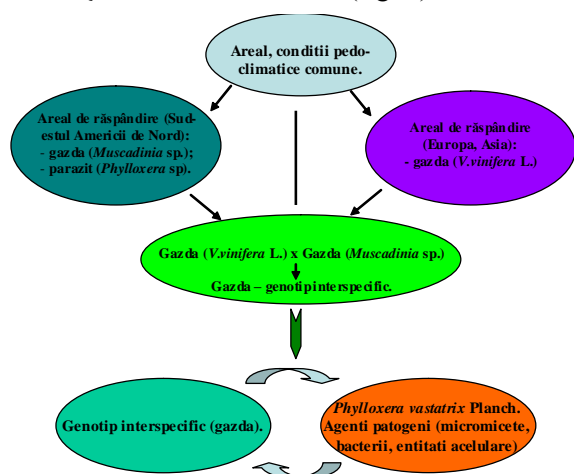 Areal, conditii pedo-
climatice comune.
Areal de răspândire (Sud-
estul Americii de Nord):
- gazda (Muscadinia sp.);
- parazit (Phylloxera sp).
Areal de răspândire
(Europa, Asia):
- gazda (V.vinifera L.)
Gazda (V.vinifera L.) x Gazda (Muscadinia sp.)
Gazda – genotip interspecific.
Genotip interspecific (gazda).
Phylloxera vastatrix Planch.
Agenti patogeni (micromicete,
bacterii, entitati acelulare)